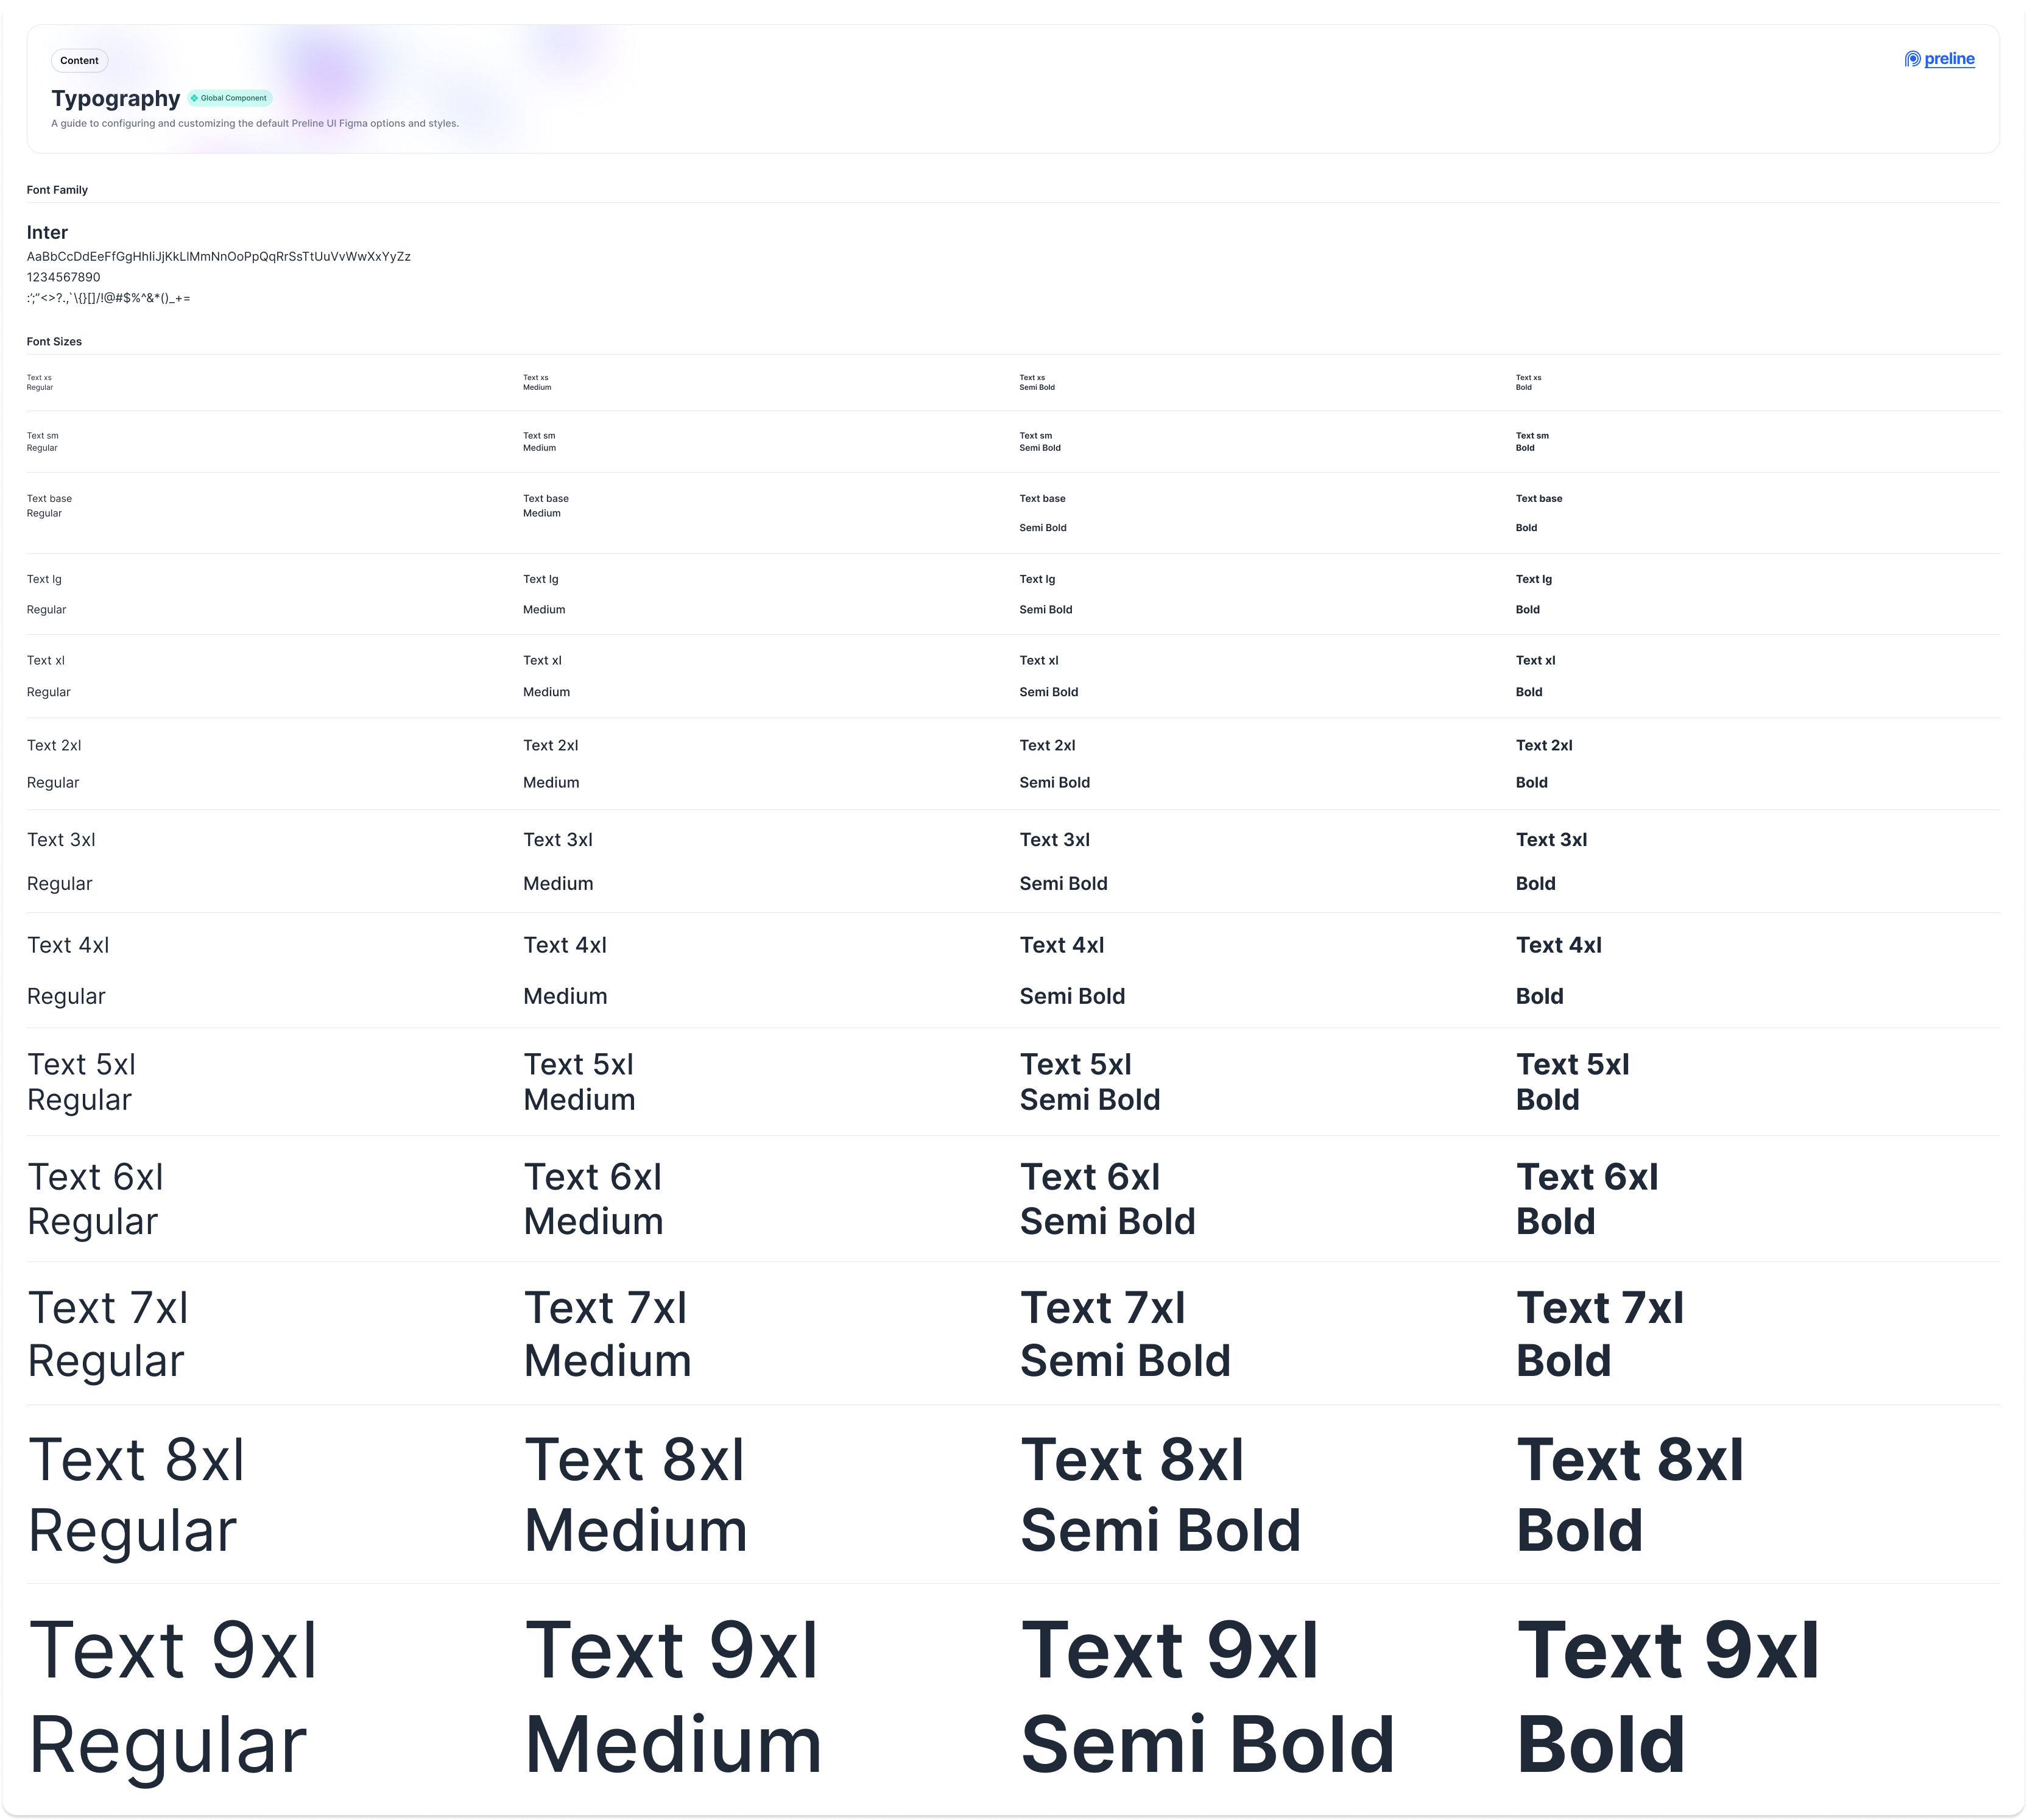 Content
preline
Typography
Global Component
A guide to configuring and customizing the default Preline UI Figma options and styles.
Font Family
Inter
AaBbCcDdEeFfGgHhIiJjKkLlMmNnOoPpQqRrSsTtUuVvWwXxYyZz
1234567890
:‘;“<>?.,`\{}[]/!@#$%^&*()_+=
Font Sizes
Text xs Text xs Text xs Text xs
Regular Medium Semi Bold Bold
Text sm Text sm Text sm Text sm
Regular Medium Semi Bold Bold
Text base Text base Text base Text base
Regular Medium
Semi Bold Bold
Text lg Text lg Text lg Text lg
Regular Medium Semi Bold Bold
Text xl Text xl Text xl Text xl
Regular Medium Semi Bold Bold
Text 2xl Text 2xl Text 2xl Text 2xl
Regular Medium Semi Bold Bold
Text 3xl Text 3xl Text 3xl Text 3xl
Regular Medium Semi Bold Bold
Text 4xl Text 4xl Text 4xl Text 4xl
Regular Medium Semi Bold Bold
Text 5xl Text 5xl Text 5xl Text 5xl
Regular Medium Semi Bold Bold
Text 6xl Text 6xl Text 6xl Text 6xl
Regular Medium Semi Bold Bold
Text 7xl Text 7xl Text 7xl Text 7xl
Regular Medium Semi Bold Bold
Text 8xl Text 8xl Text 8xl Text 8xl
Regular Medium Semi Bold Bold
Text 9xl Text 9xl Text 9xl Text 9xl
Regular Medium Semi Bold Bold